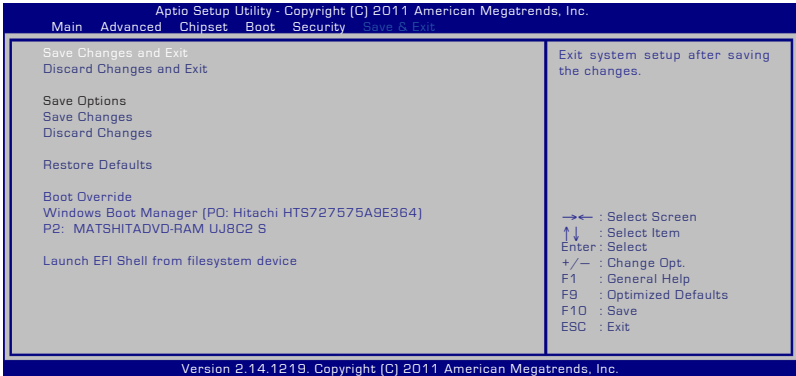 Aptio Setup Utility - Copyright (C) 2011 American Megatrends, Inc.
Main Advanced Chipset Boot Security Save & Exit
Save Changes and Exit
Discard Changes and Exit
Save Options
Save Changes
Discard Changes
Restore Defaults
Boot Override
Windows Boot Manager (P0: Hitachi HTS727575A9E364)
P2: MATSHITADVD-RAM UJ8C2 S
Launch EFI Shell from filesystem device
Exit system setup after saving
the changes.
→← : Select Screen
↑↓ : Select Item
Enter : Select
+/— : Change Opt.
F1 : General Help
F9 : Optimized Defaults
F10 : Save
ESC : Exit
Version 2.14.1219. Copyright (C) 2011 American Megatrends, Inc.